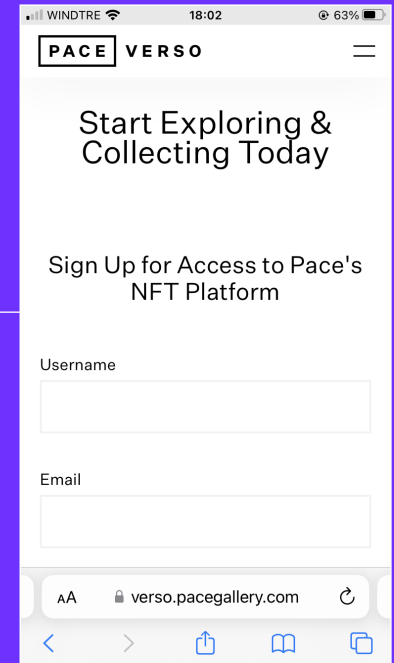 WINDTRE 18:02 63%
PACE VERSO
Start Exploring &
Collecting Today
Sign Up for Access to Pace's
NFT Platform
Username
Email
AA verso.pacegallery.com